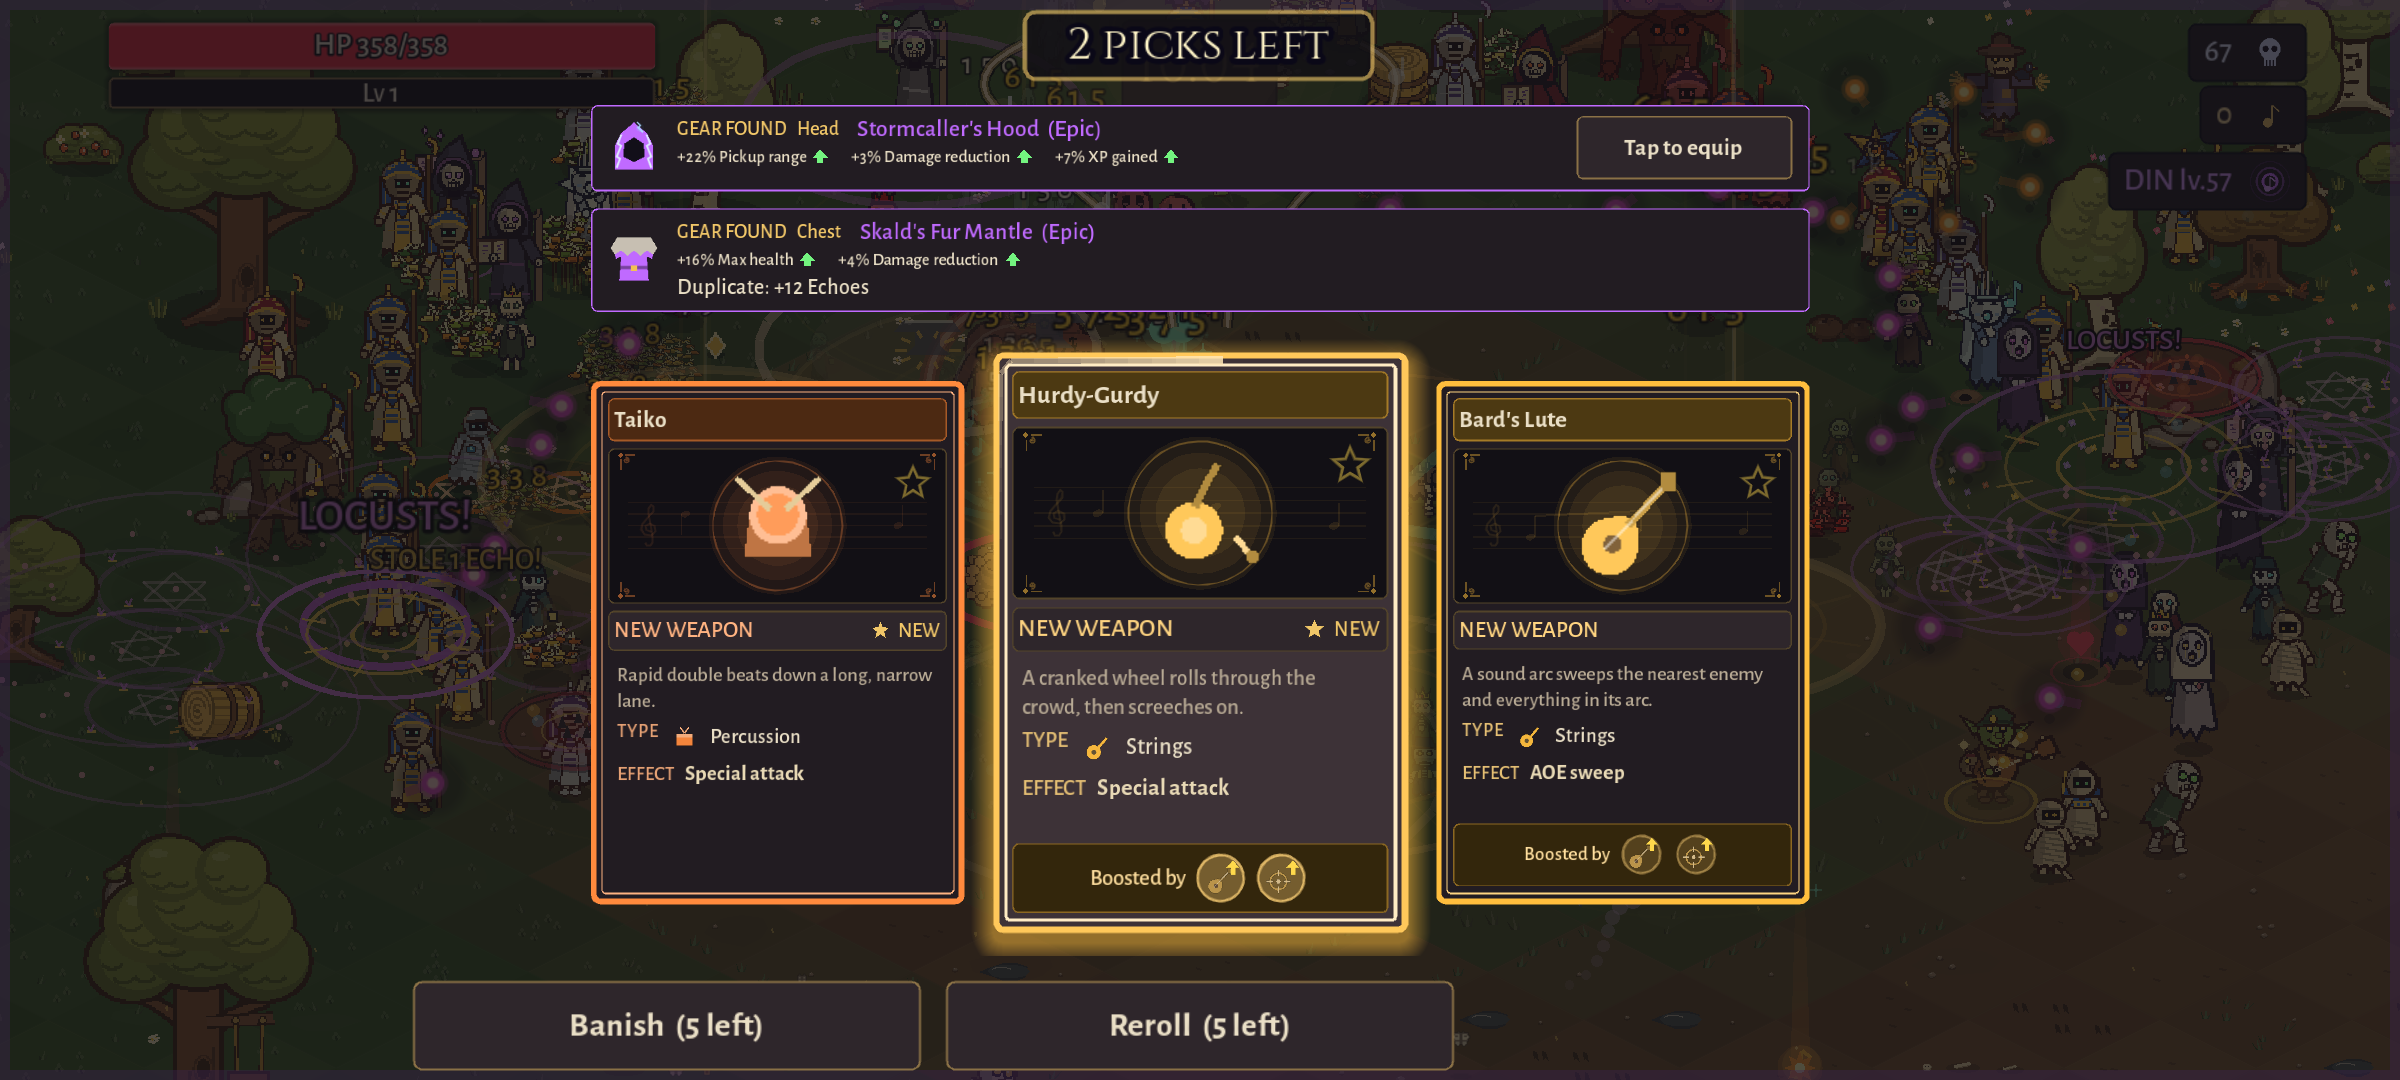 HP 358/358
Lv 1
2 PICKS LEFT
67
0
DIN lv.57
GEAR FOUND Head Stormcaller's Hood (Epic)
+22% Pickup range +3% Damage reduction +7% XP gained
Tap to equip
GEAR FOUND Chest Skald's Fur Mantle (Epic)
+16% Max health +4% Damage reduction
Duplicate: +12 Echoes
338
LOCUSTS!
338
LOCUSTS!
STOLE 1 ECHO!
Taiko
NEW WEAPON NEW
Rapid double beats down a long, narrow
lane.
TYPE Percussion
EFFECT Special attack
Hurdy-Gurdy
NEW WEAPON NEW
A cranked wheel rolls through the
crowd, then screeches on.
TYPE Strings
EFFECT Special attack
Boosted by
Bard's Lute
NEW WEAPON
A sound arc sweeps the nearest enemy
and everything in its arc.
TYPE Strings
EFFECT AOE sweep
Boosted by
Banish (5 left)
Reroll (5 left)